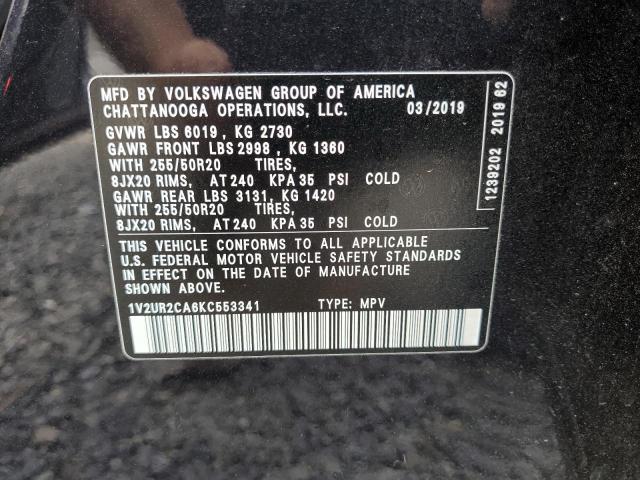 MFD BY VOLKSWAGEN GROUP OF AMERICA
CHATTANOOGA OPERATIONS, LLC. 03/2019
GVWR LBS 6019, KG 2730
GAWR FRONT LBS 2998, KG 1360
WITH 255/50R20 TIRES,
8JX20 RIMS, AT 240 KPA 35 PSI COLD
GAWR REAR LBS 3131, KG 1420
WITH 255/50R20 TIRES,
8JX20 RIMS, AT 240 KPA 35 PSI COLD
THIS VEHICLE CONFORMS TO ALL APPLICABLE
U.S. FEDERAL MOTOR VEHICLE SAFETY STANDARDS
IN EFFECT ON THE DATE OF MANUFACTURE
SHOWN ABOVE.
1V2UR2CA6KC553341 TYPE: MPV
1239202 2019 62